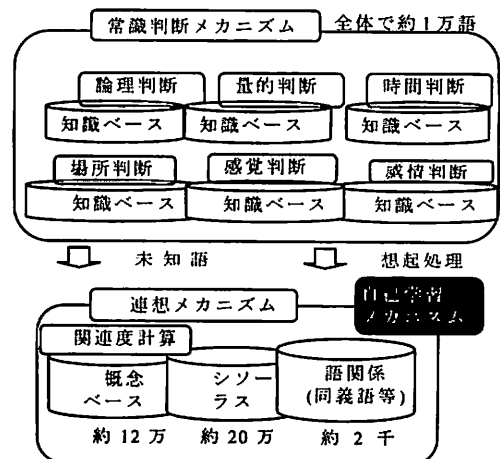 常識判断メカニズム 全体で約1万語
論理判断 量的判断 時間判断
知識ベース 知識ベース 知識ベース
場所判断 感覚判断 感情判断
知識ベース 知識ベース 知識ベース
未知語 想起処理
連想メカニズム 自己学習
メカニズム
関連度計算
概念 シソー 語関係
ベース ラス (同義語等)
約12万 約20万 約2千